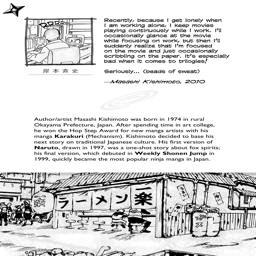 Recently, because I get lonely when
I am working alone, I keep movies
playing continuously while I work. I'll
occasionally glance at the movie
while focusing on work, but then I'll
suddenly realize that I'm focused
on the movie and just occasionally
scribbling on the paper. It's especially
bad when it comes to trilogies!
岸本斉史
Seriously... (beads of sweat)
—Masashi Kishimoto, 2010
Author/artist Masashi Kishimoto was born in 1974 in rural
Okayama Prefecture, Japan. After spending time in art college,
he won the Hop Step Award for new manga artists with his
manga Karakuri (Mechanism). Kishimoto decided to base his
next story on traditional Japanese culture. His first version of
Naruto, drawn in 1997, was a one-shot story about fox spirits;
his final version, which debuted in Weekly Shonen Jump in
1999, quickly became the most popular ninja manga in Japan.
ラーメン楽